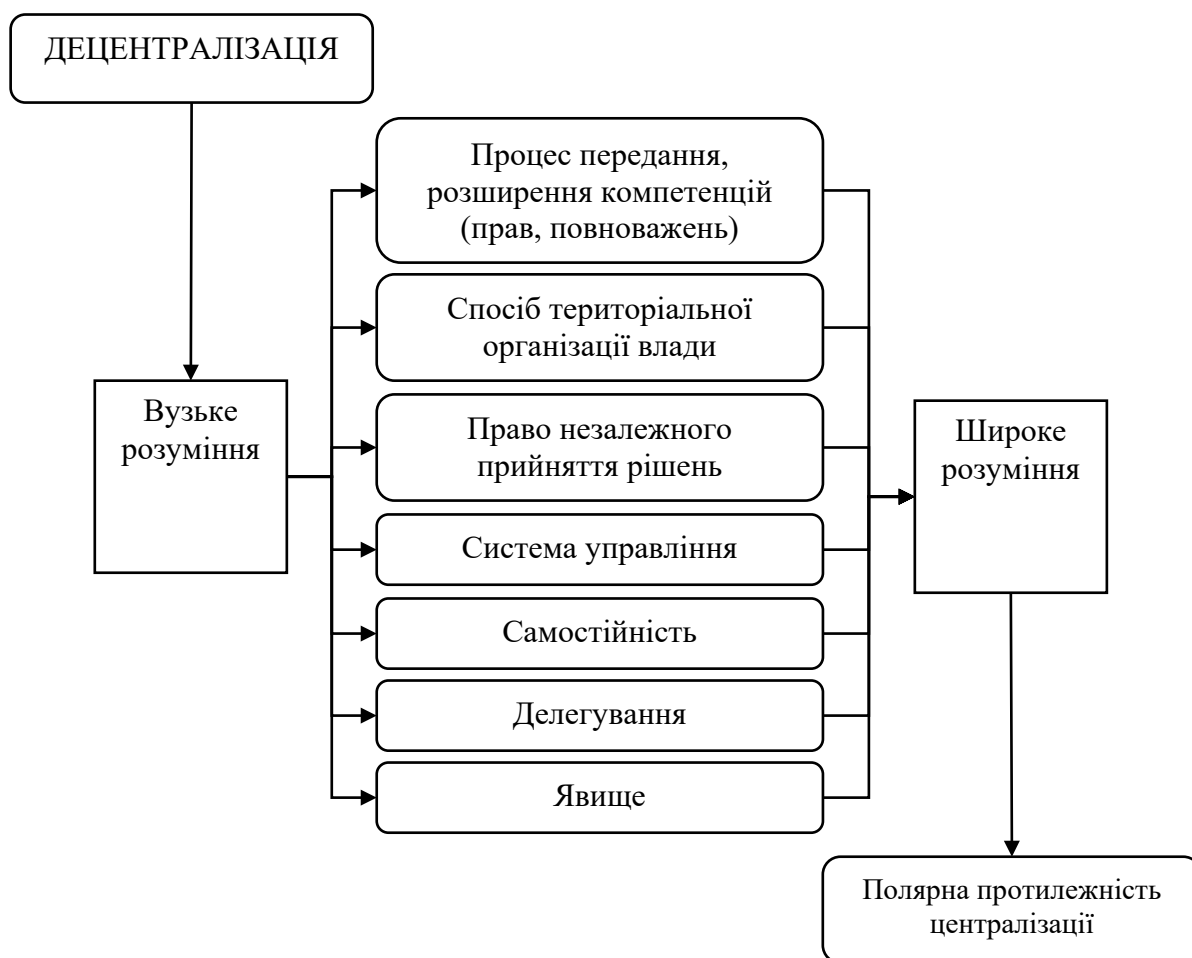 ДЕЦЕНТРАЛІЗАЦІЯ
Процес передання,
розширення компетенцій
(прав, повноважень)
Спосіб територіальної
організації влади
Вузьке
розуміння
Право незалежного
прийняття рішень
Широке
розуміння
Система управління
Самостійність
Делегування
Явище
Полярна протилежність
централізації